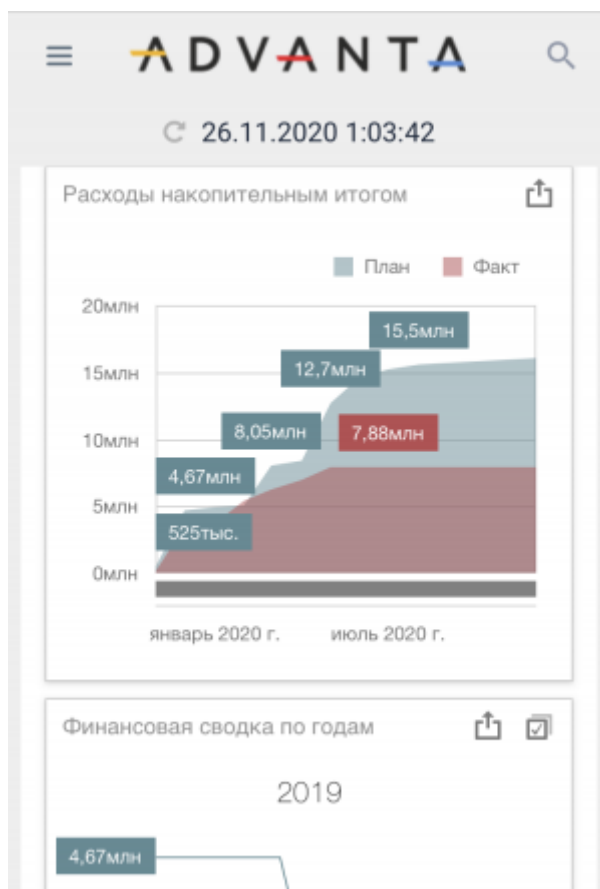 ADVANTA
26.11.2020 1:03:42
Расходы накопительным итогом
План Факт
20млн
15,5млн
15млн
12,7млн
10млн
8,05млн
7,88млн
4,67млн
5млн
525тыс.
0млн
январь 2020 г. июль 2020 г.
Финансовая сводка по годам
2019
4,67млн